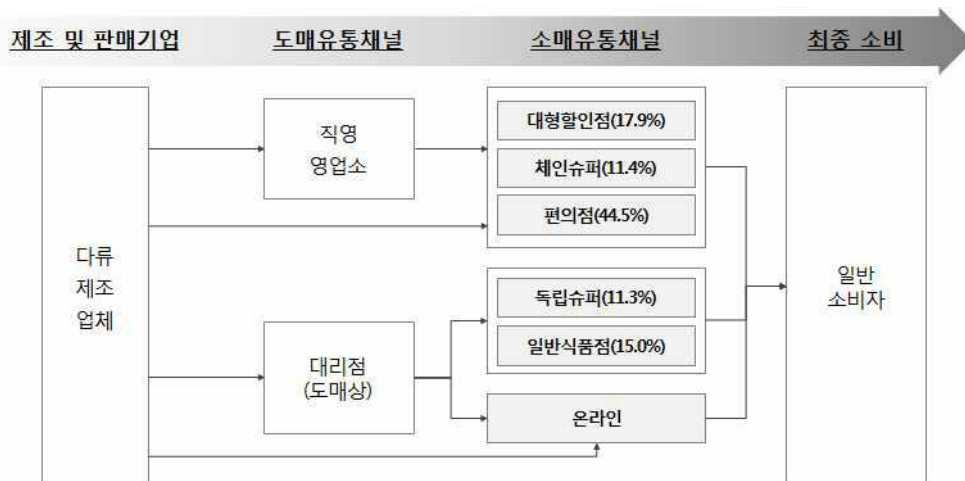 제조 및 판매기업
도매유통채널
소매유통채널
최종 소비
다류
제조
업체
직영
영업소
대형할인점(17.9%)
체인슈퍼(11.4%)
편의점(44.5%)
대리점
(도매상)
독립슈퍼(11.3%)
일반식품점(15.0%)
온라인
일반
소비자